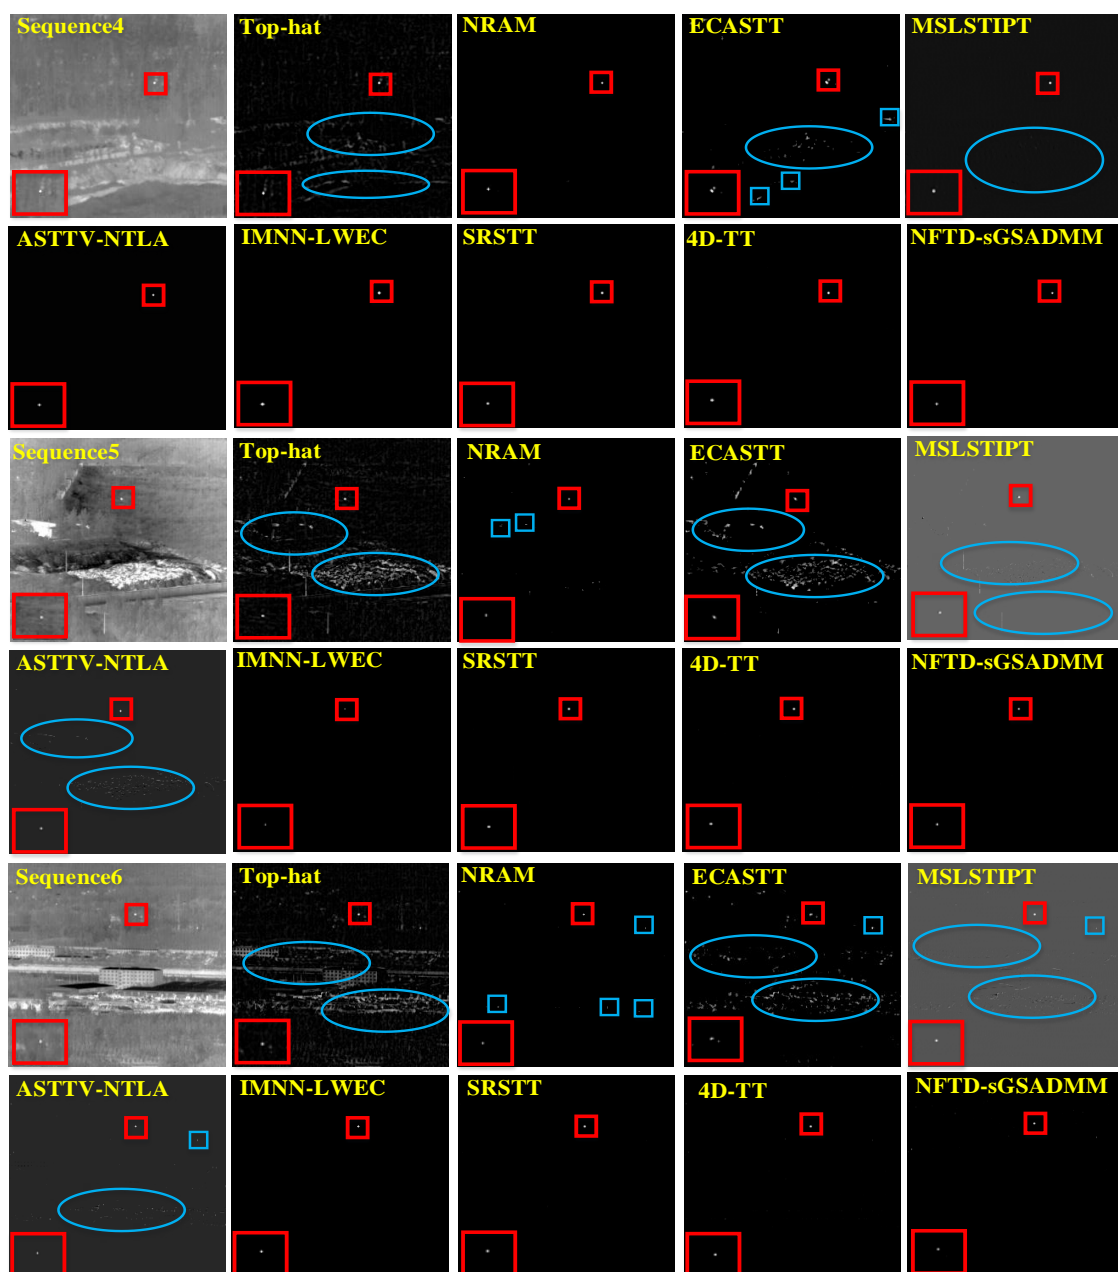 Sequence4
Top-hat
NRAM
ECASTT
MSLSTIPT
ASTTV-NTLA
IMNN-LWEC
SRSTT
4D-TT
NFTD-sGSADMM
Sequence5
Top-hat
NRAM
ECASTT
MSLSTIPT
ASTTV-NTLA
IMNN-LWEC
SRSTT
4D-TT
NFTD-sGSADMM
Sequence6
Top-hat
NRAM
ECASTT
MSLSTIPT
ASTTV-NTLA
IMNN-LWEC
SRSTT
4D-TT
NFTD-sGSADMM